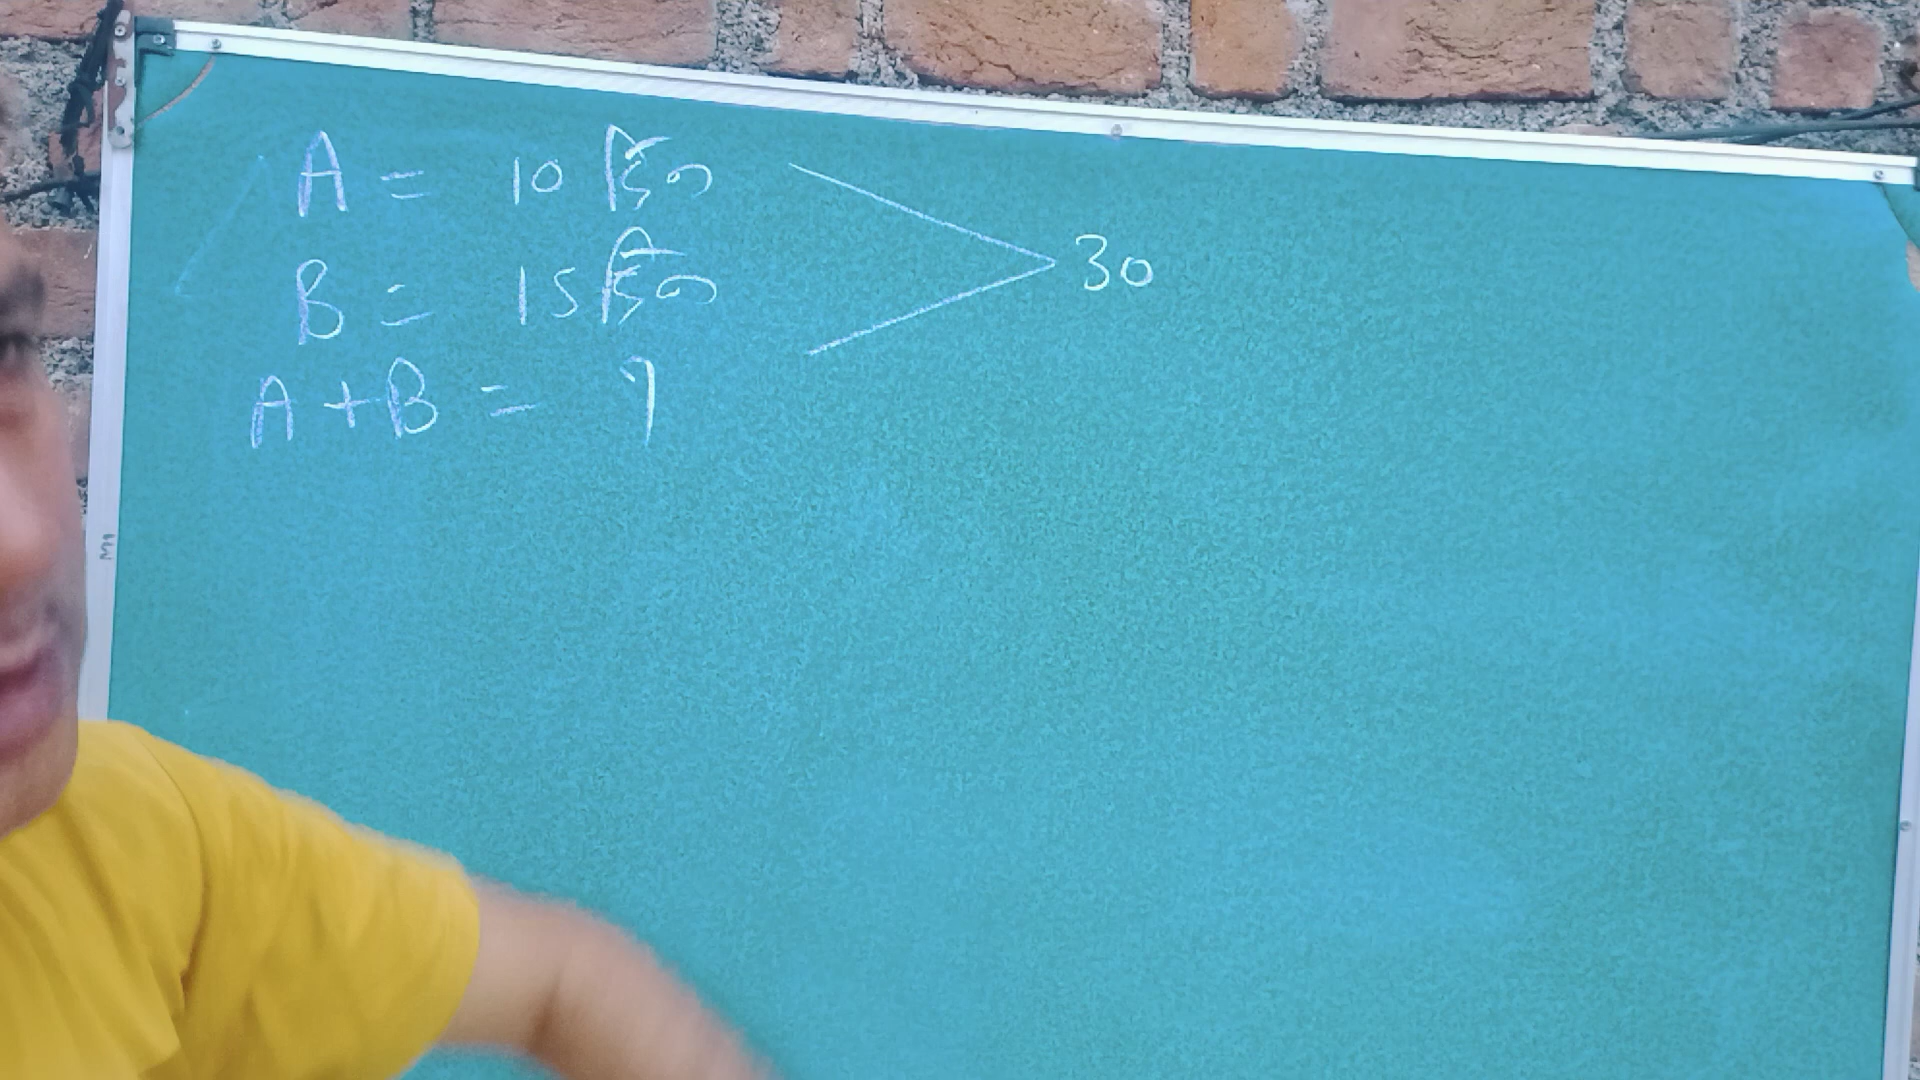 A = 10 दिन
B = 15 दिन
30
A + B = ?